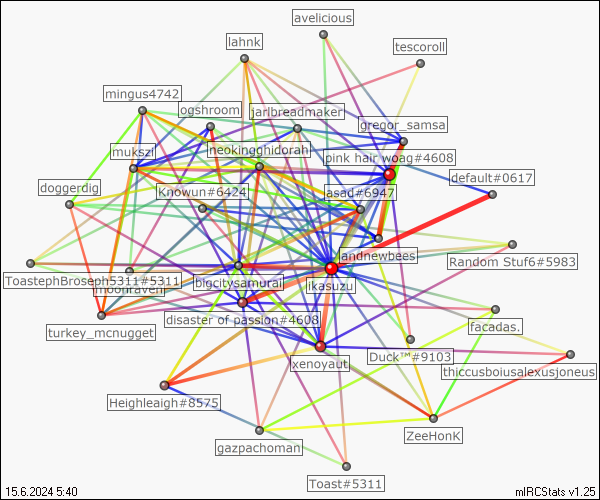 avelicious
lahnk
tescoroll
mingus4742
ogshroom
jarlbreadmaker
gregor_samsa
mukszl
neokingghidorah
pink hair woag#4608
default#0617
doggerdig
Knowun#6424
asad#6947
landnewbees
Random Stuf6#5983
ToastephBroseph5311#5311
moonraven
bigcitysamurai
ikasuzu
turkey_mcnugget
disaster of passion#4608
facadas.
xenoyaut
Duck™#9103
thiccusboiusalexusjoneus
Heighleigh#8575
ZeeHonK
gazpachoman
Toast#5311
15.6.2024 5:40
mIRCStats v1.25